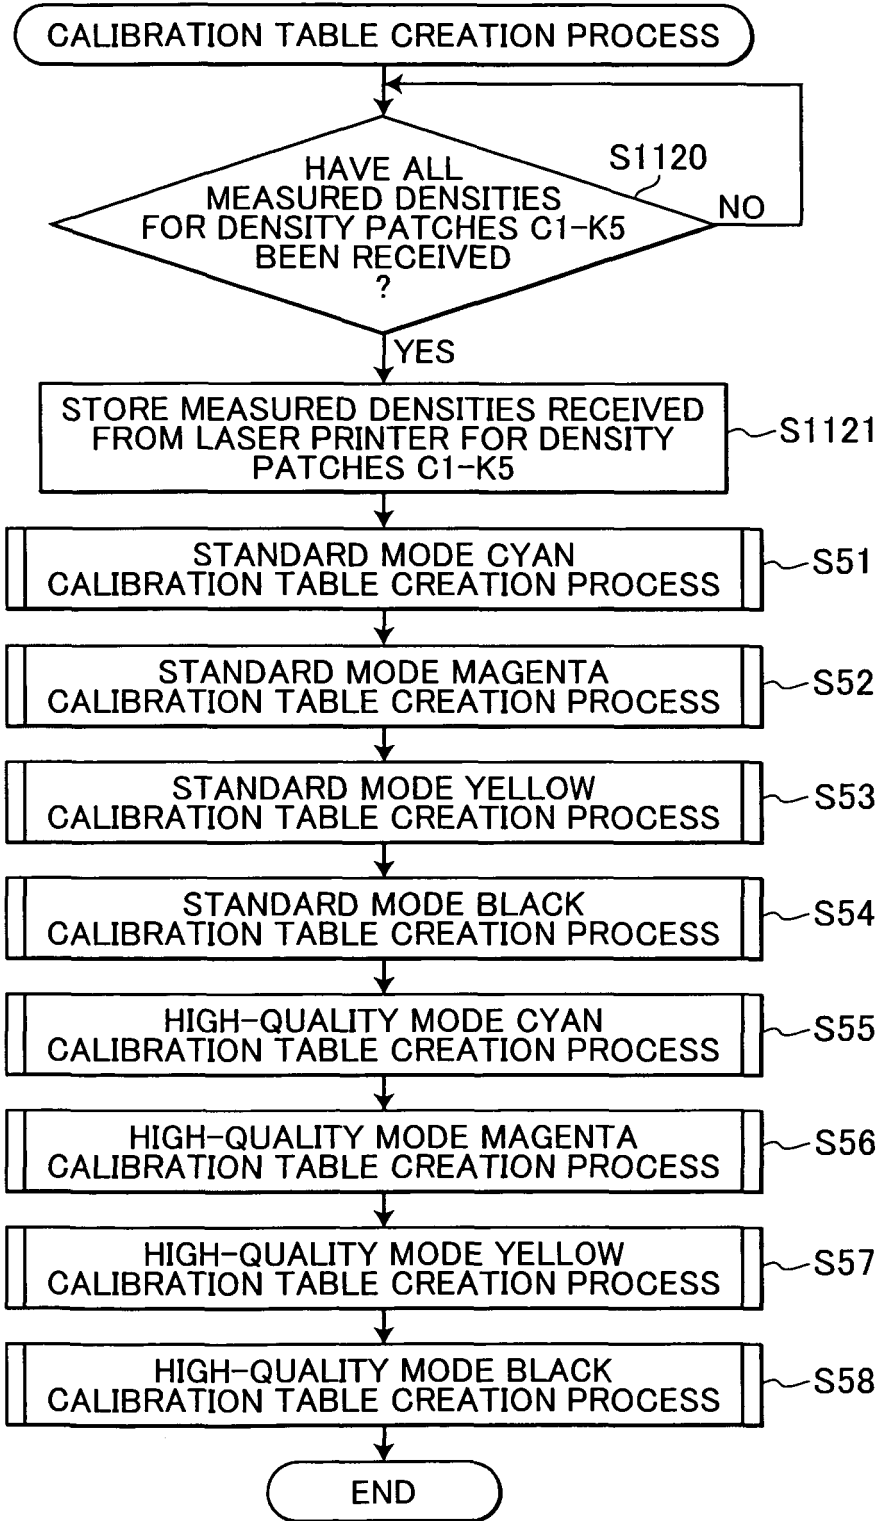 CALIBRATION TABLE CREATION PROCESS
HAVE ALL
MEASURED DENSITIES
FOR DENSITY PATCHES C1-K5
BEEN RECEIVED
?
S1120
NO
YES
STORE MEASURED DENSITIES RECEIVED
FROM LASER PRINTER FOR DENSITY
PATCHES C1-K5
S1121
STANDARD MODE CYAN
CALIBRATION TABLE CREATION PROCESS
S51
STANDARD MODE MAGENTA
CALIBRATION TABLE CREATION PROCESS
S52
STANDARD MODE YELLOW
CALIBRATION TABLE CREATION PROCESS
S53
STANDARD MODE BLACK
CALIBRATION TABLE CREATION PROCESS
S54
HIGH-QUALITY MODE CYAN
CALIBRATION TABLE CREATION PROCESS
S55
HIGH-QUALITY MODE MAGENTA
CALIBRATION TABLE CREATION PROCESS
S56
HIGH-QUALITY MODE YELLOW
CALIBRATION TABLE CREATION PROCESS
S57
HIGH-QUALITY MODE BLACK
CALIBRATION TABLE CREATION PROCESS
S58
END